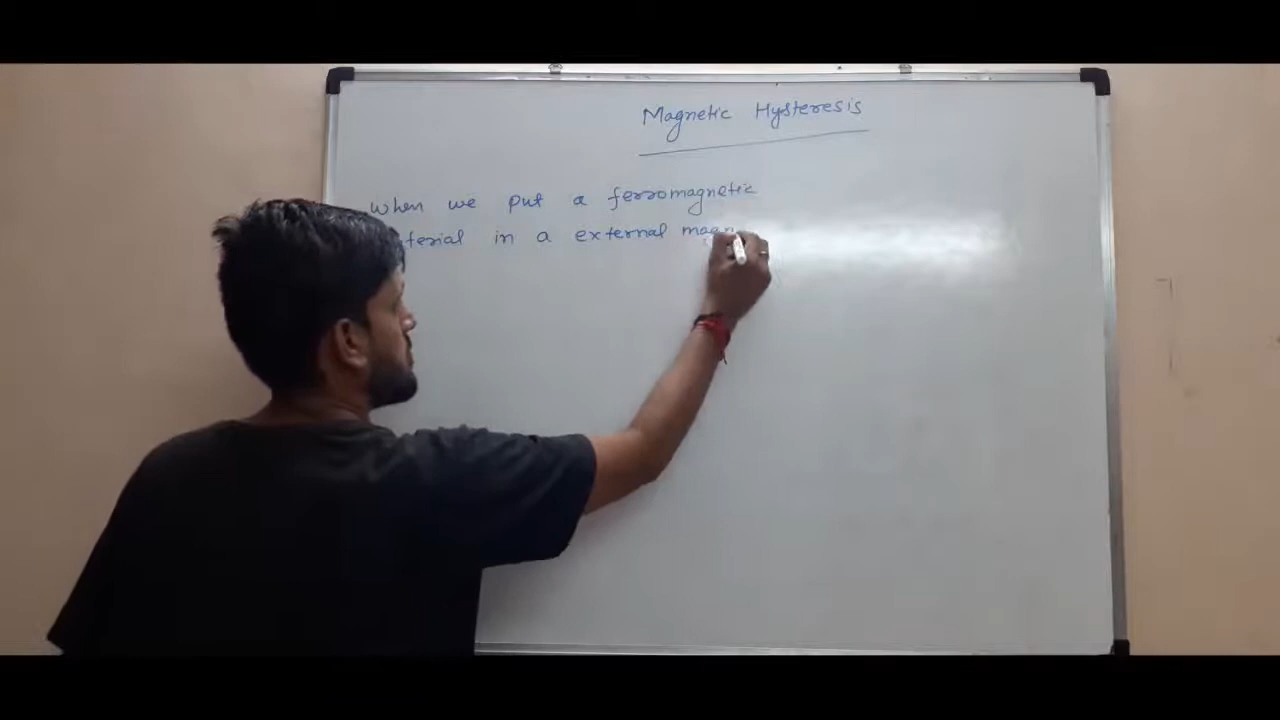 Magnetic Hysteresis
When we put a ferromagnetic
in a external